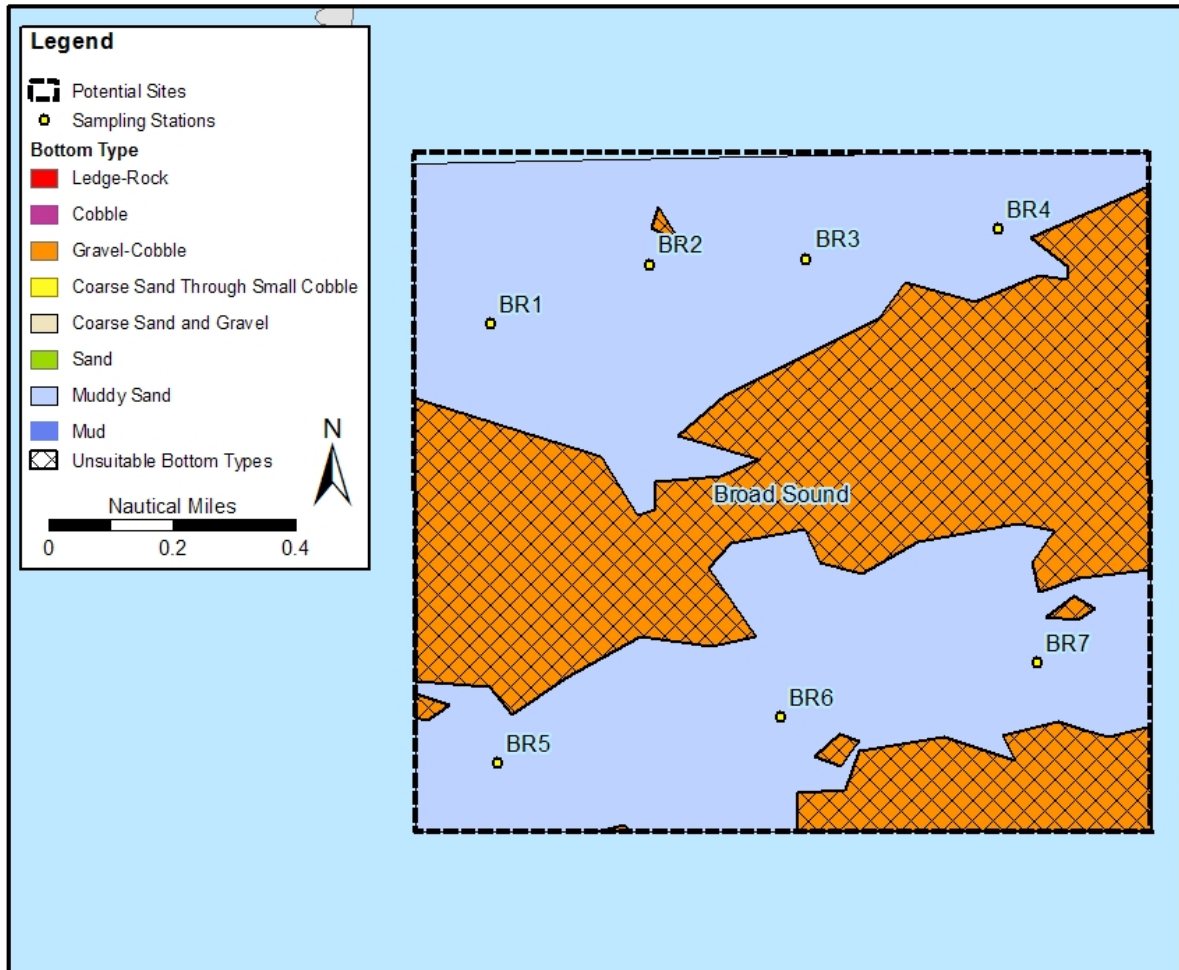 Legend
Potential Sites
Sampling Stations
Bottom Type
Ledge-Rock
Cobble
Gravel-Cobble
Coarse Sand Through Small Cobble
Coarse Sand and Gravel
Sand
Muddy Sand
Mud
Unsuitable Bottom Types
N
Nautical Miles
0 0.2 0.4
BR4
BR2
BR3
BR1
Broad Sound
BR7
BR6
BR5